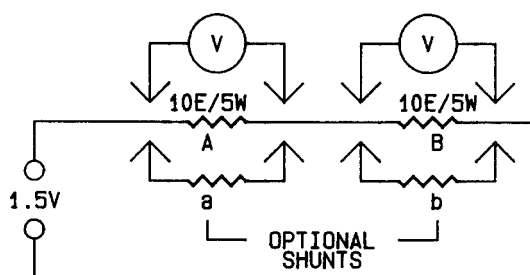 V V
10E/5W 10E/5W
A B
1.5V
a b
OPTIONAL
SHUNTS